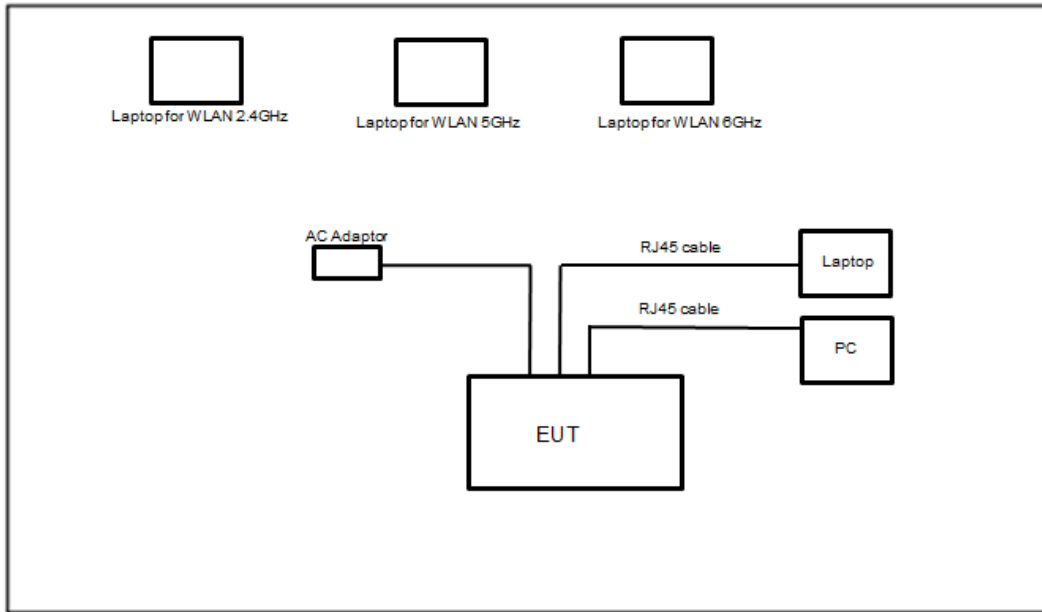 Laptop for WLAN 2.4GHz
Laptop for WLAN 5GHz
Laptop for WLAN 6GHz
AC Adaptor
RJ45 cable
Laptop
RJ45 cable
PC
EUT